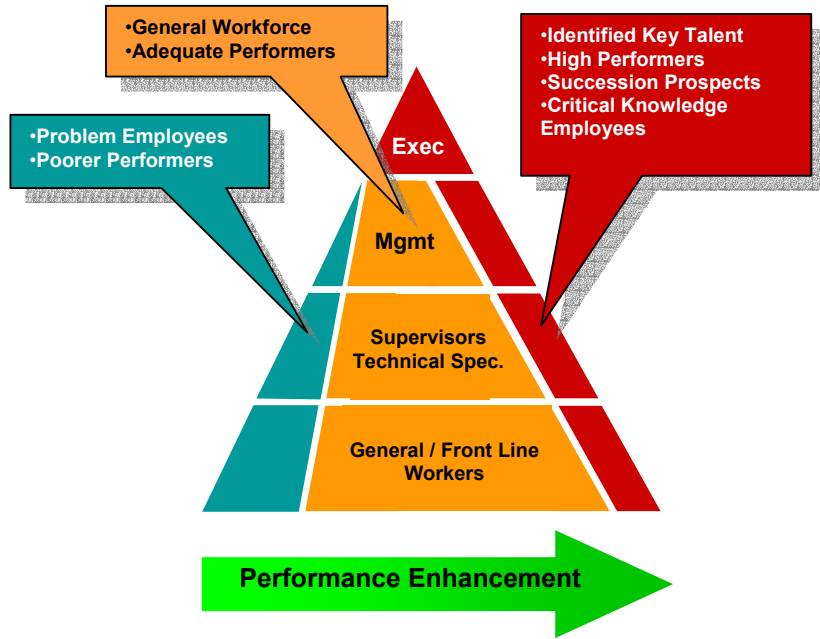 •General Workforce
•Adequate Performers
•Identified Key Talent
•High Performers
•Succession Prospects
•Critical Knowledge
Employees
•Problem Employees
•Poorer Performers
Exec
Mgmt
Supervisors
Technical Spec.
General / Front Line
Workers
Performance Enhancement